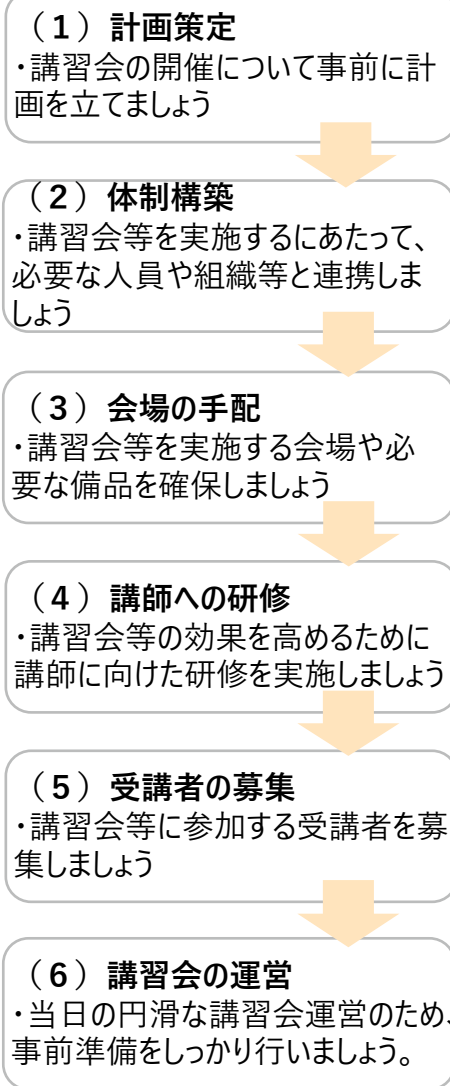 （１）計画策定
・講習会の開催について事前に計
画を立てましょう
（２）体制構築
・講習会等を実施するにあたって、
必要な人員や組織等と連携しま
しょう
（３）会場の手配
・講習会等を実施する会場や必
要な備品を確保しましょう
（４）講師への研修
・講習会等の効果を高めるために
講師に向けた研修を実施しましょう
（５）受講者の募集
・講習会等に参加する受講者を募
集しましょう
（６）講習会の運営
・当日の円滑な講習会運営のため、
事前準備をしっかり行いましょう。